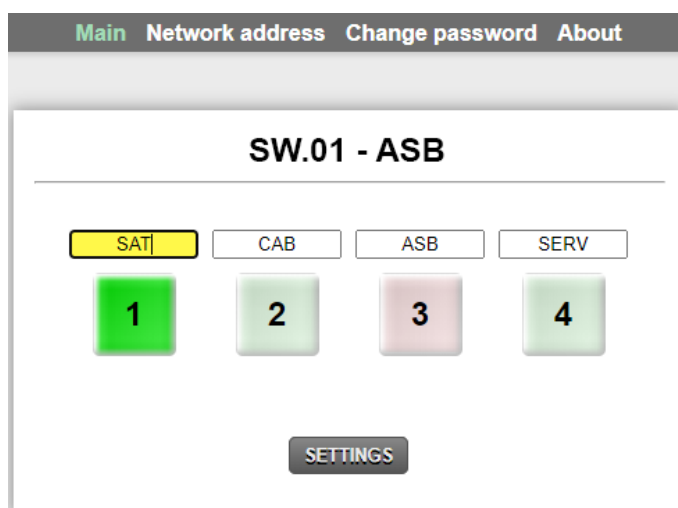 Main Network address Change password About
SW.01 - ASB
SAT CAB ASB SERV
1 2 3 4
SETTINGS